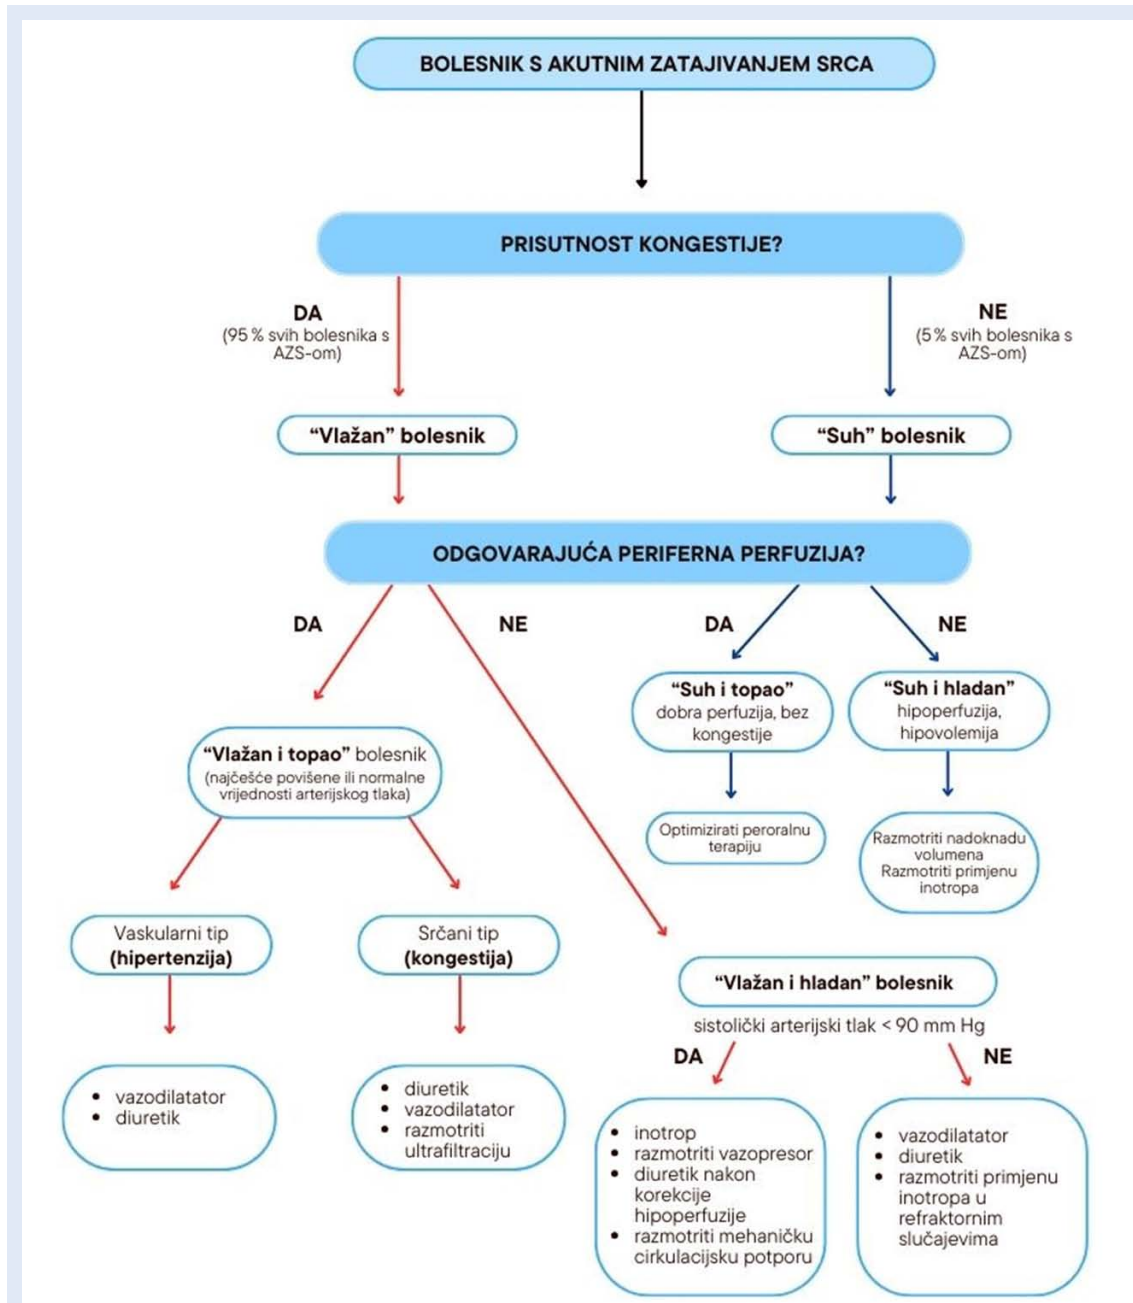 BOLESNIK S AKUTNIM ZATAJIVANJEM SRCA
PRISUTNOST KONGESTIJE?
DA
(95 % svih bolesnika s
AZS-om)
NE
(5 % svih bolesnika s
AZS-om)
“Vlažan” bolesnik
“Suh” bolesnik
ODGOVARAJUĆA PERIFERNA PERFUZIJA?
DA
NE
DA
NE
“Suh i topao”
dobra perfuzija, bez
kongestije
“Suh i hladan”
hipoperfuzija,
hipovolemija
“Vlažan i topao” bolesnik
(najčešće povišene ili normalne
vrijednosti arterijskog tlaka)
Optimizirati peroralnu
terapiju
Razmotriti nadoknadu
volumena
Razmotriti primjenu
inotropa
Vaskularni tip
(hipertenzija)
Srčani tip
(kongestija)
“Vlažan i hladan” bolesnik
sistolički arterijski tlak < 90 mm Hg
DA
NE
• vazodilatator
• diuretik
• diuretik
• vazodilatator
• razmotriti
ultrafiltraciju
• inotrop
• razmotriti vazopresor
• diuretik nakon
korekcije
hipoperfuzije
• razmotriti mehaničku
cirkulacijsku potporu
• vazodilatator
• diuretik
• razmotriti primjenu
inotropa u
refraktornim
slučajevima